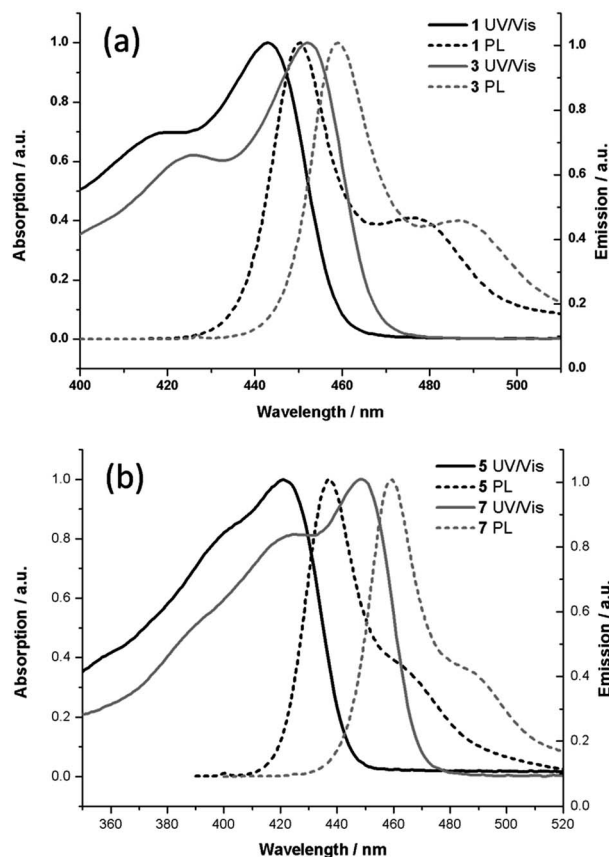 (a)
1 UV/Vis
1 PL
3 UV/Vis
3 PL
Absorption / a.u.
1.0
0.8
0.6
0.4
0.2
0.0
Emission / a.u.
1.0
0.8
0.6
0.4
0.2
0.0
400 420 440 460 480 500
Wavelength / nm
(b)
5 UV/Vis
5 PL
7 UV/Vis
7 PL
Absorption / a.u.
1.0
0.8
0.6
0.4
0.2
0.0
Emission / a.u.
1.0
0.8
0.6
0.4
0.2
0.0
360 380 400 420 440 460 480 500 520
Wavelength / nm